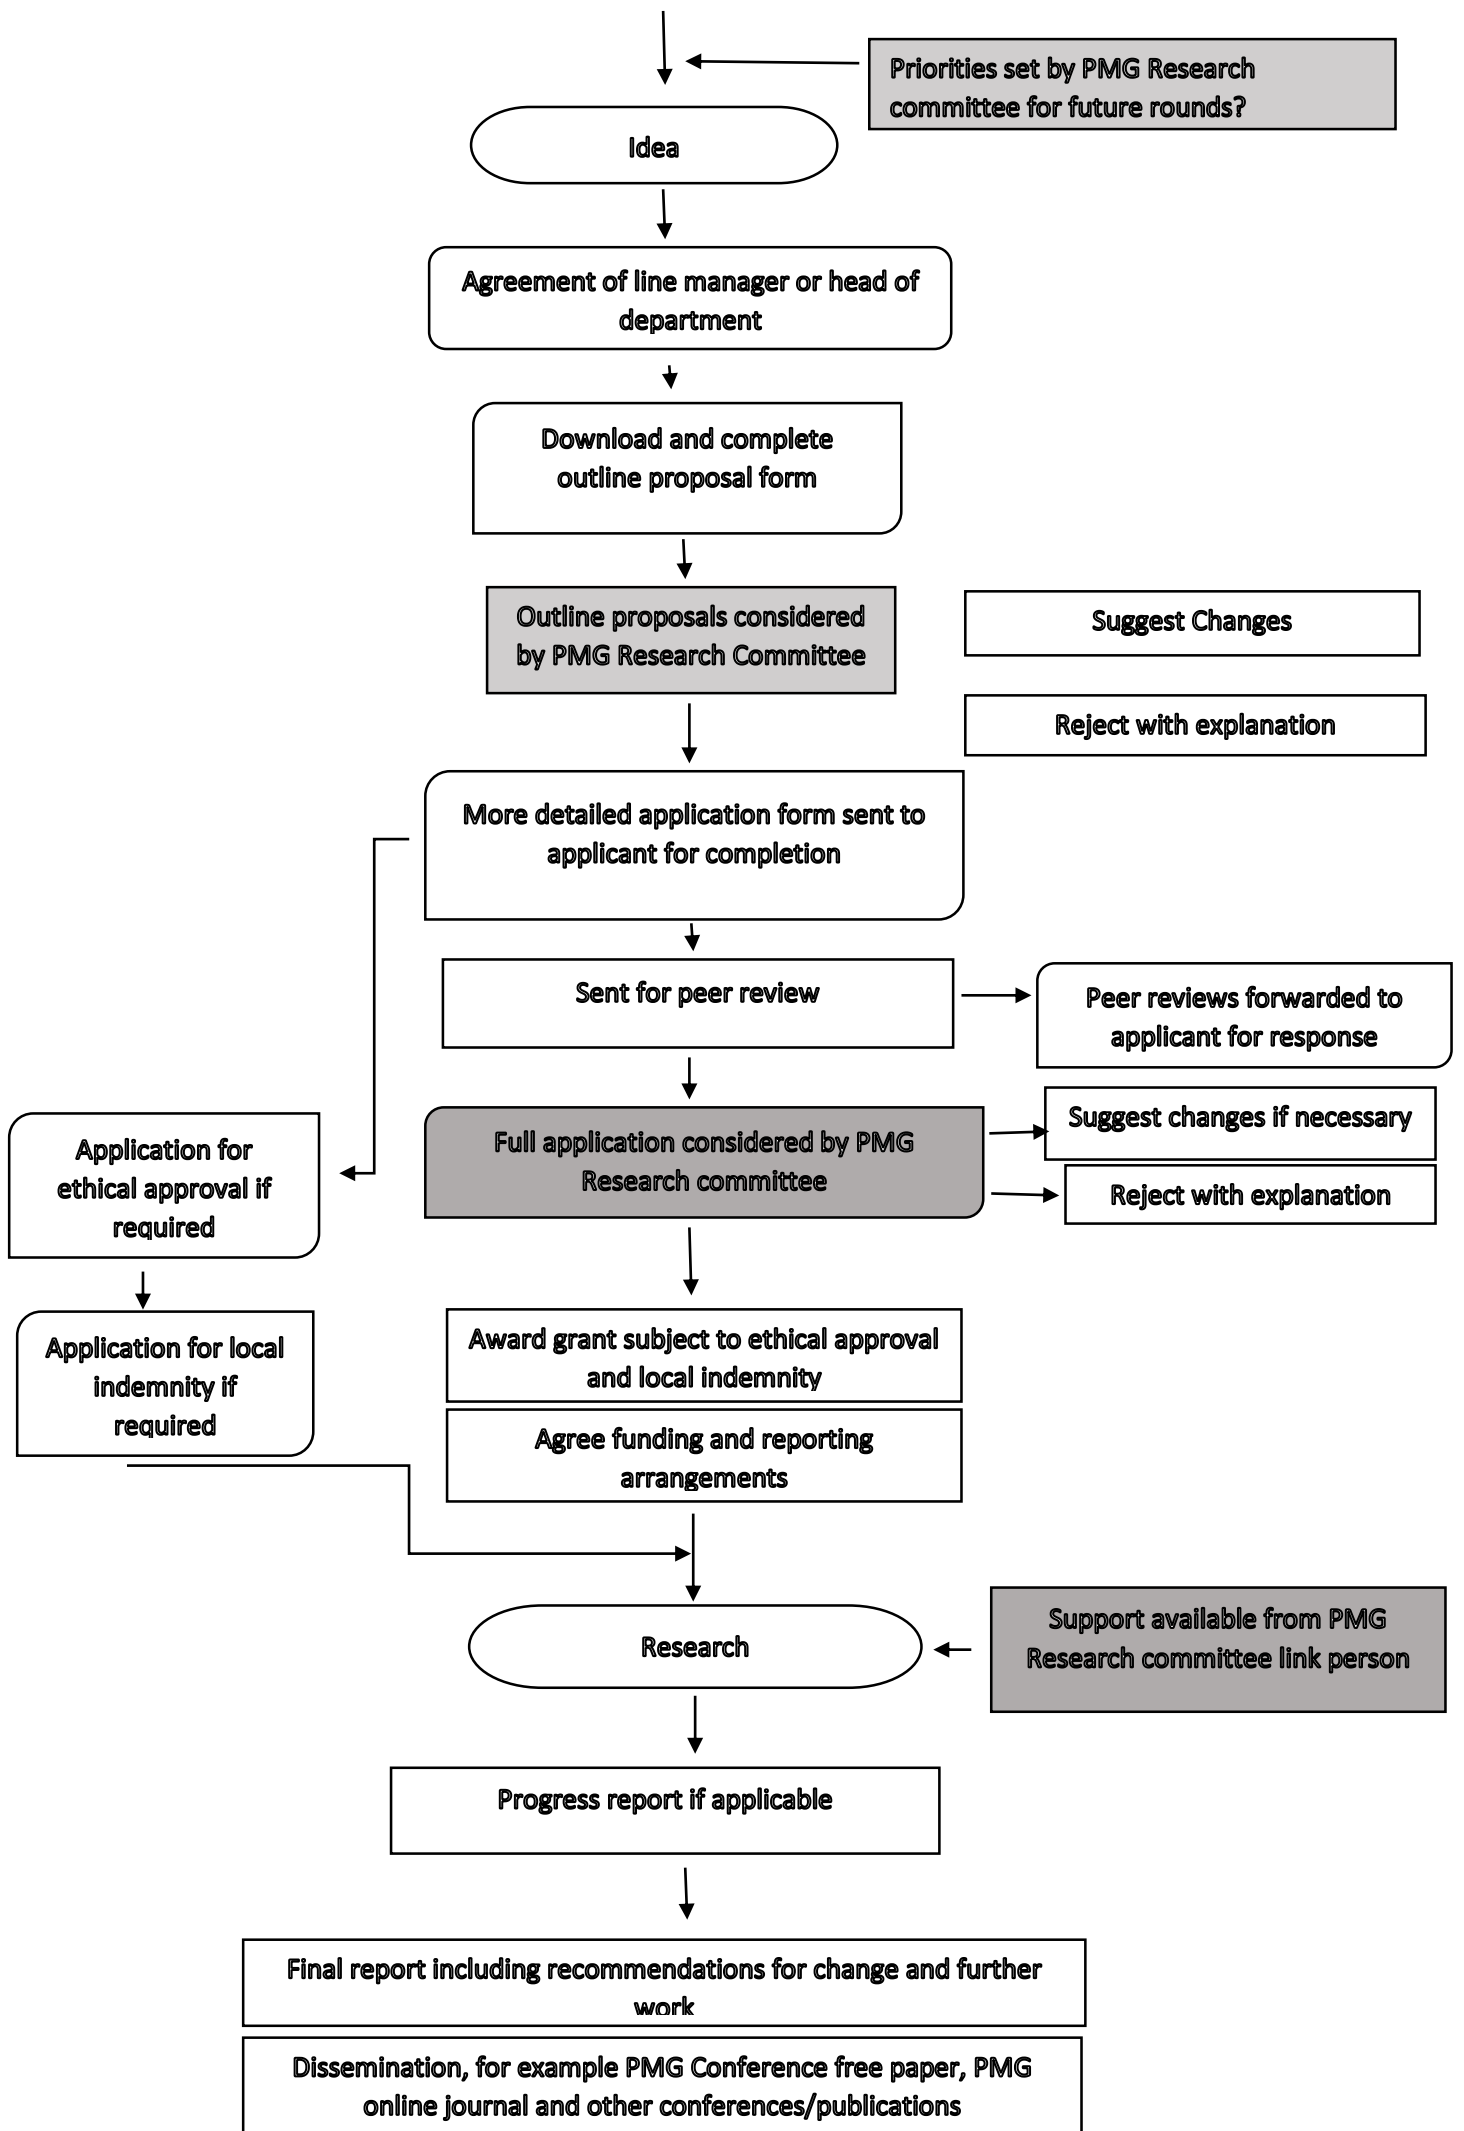 Priorities set by PMG Research
committee for future rounds?
Idea
Agreement of line manager or head of
department
Download and complete
outline proposal form
Outline proposals considered
by PMG Research Committee
Suggest Changes
Reject with explanation
More detailed application form sent to
applicant for completion
Sent for peer review
Peer reviews forwarded to
applicant for response
Full application considered by PMG
Research committee
Suggest changes if necessary
Reject with explanation
Application for
ethical approval if
required
Application for local
indemnity if
required
Award grant subject to ethical approval
and local indemnity
Agree funding and reporting
arrangements
Research
Support available from PMG
Research committee link person
Progress report if applicable
Final report including recommendations for change and further
work
Dissemination, for example PMG Conference free paper, PMG
online journal and other conferences/publications